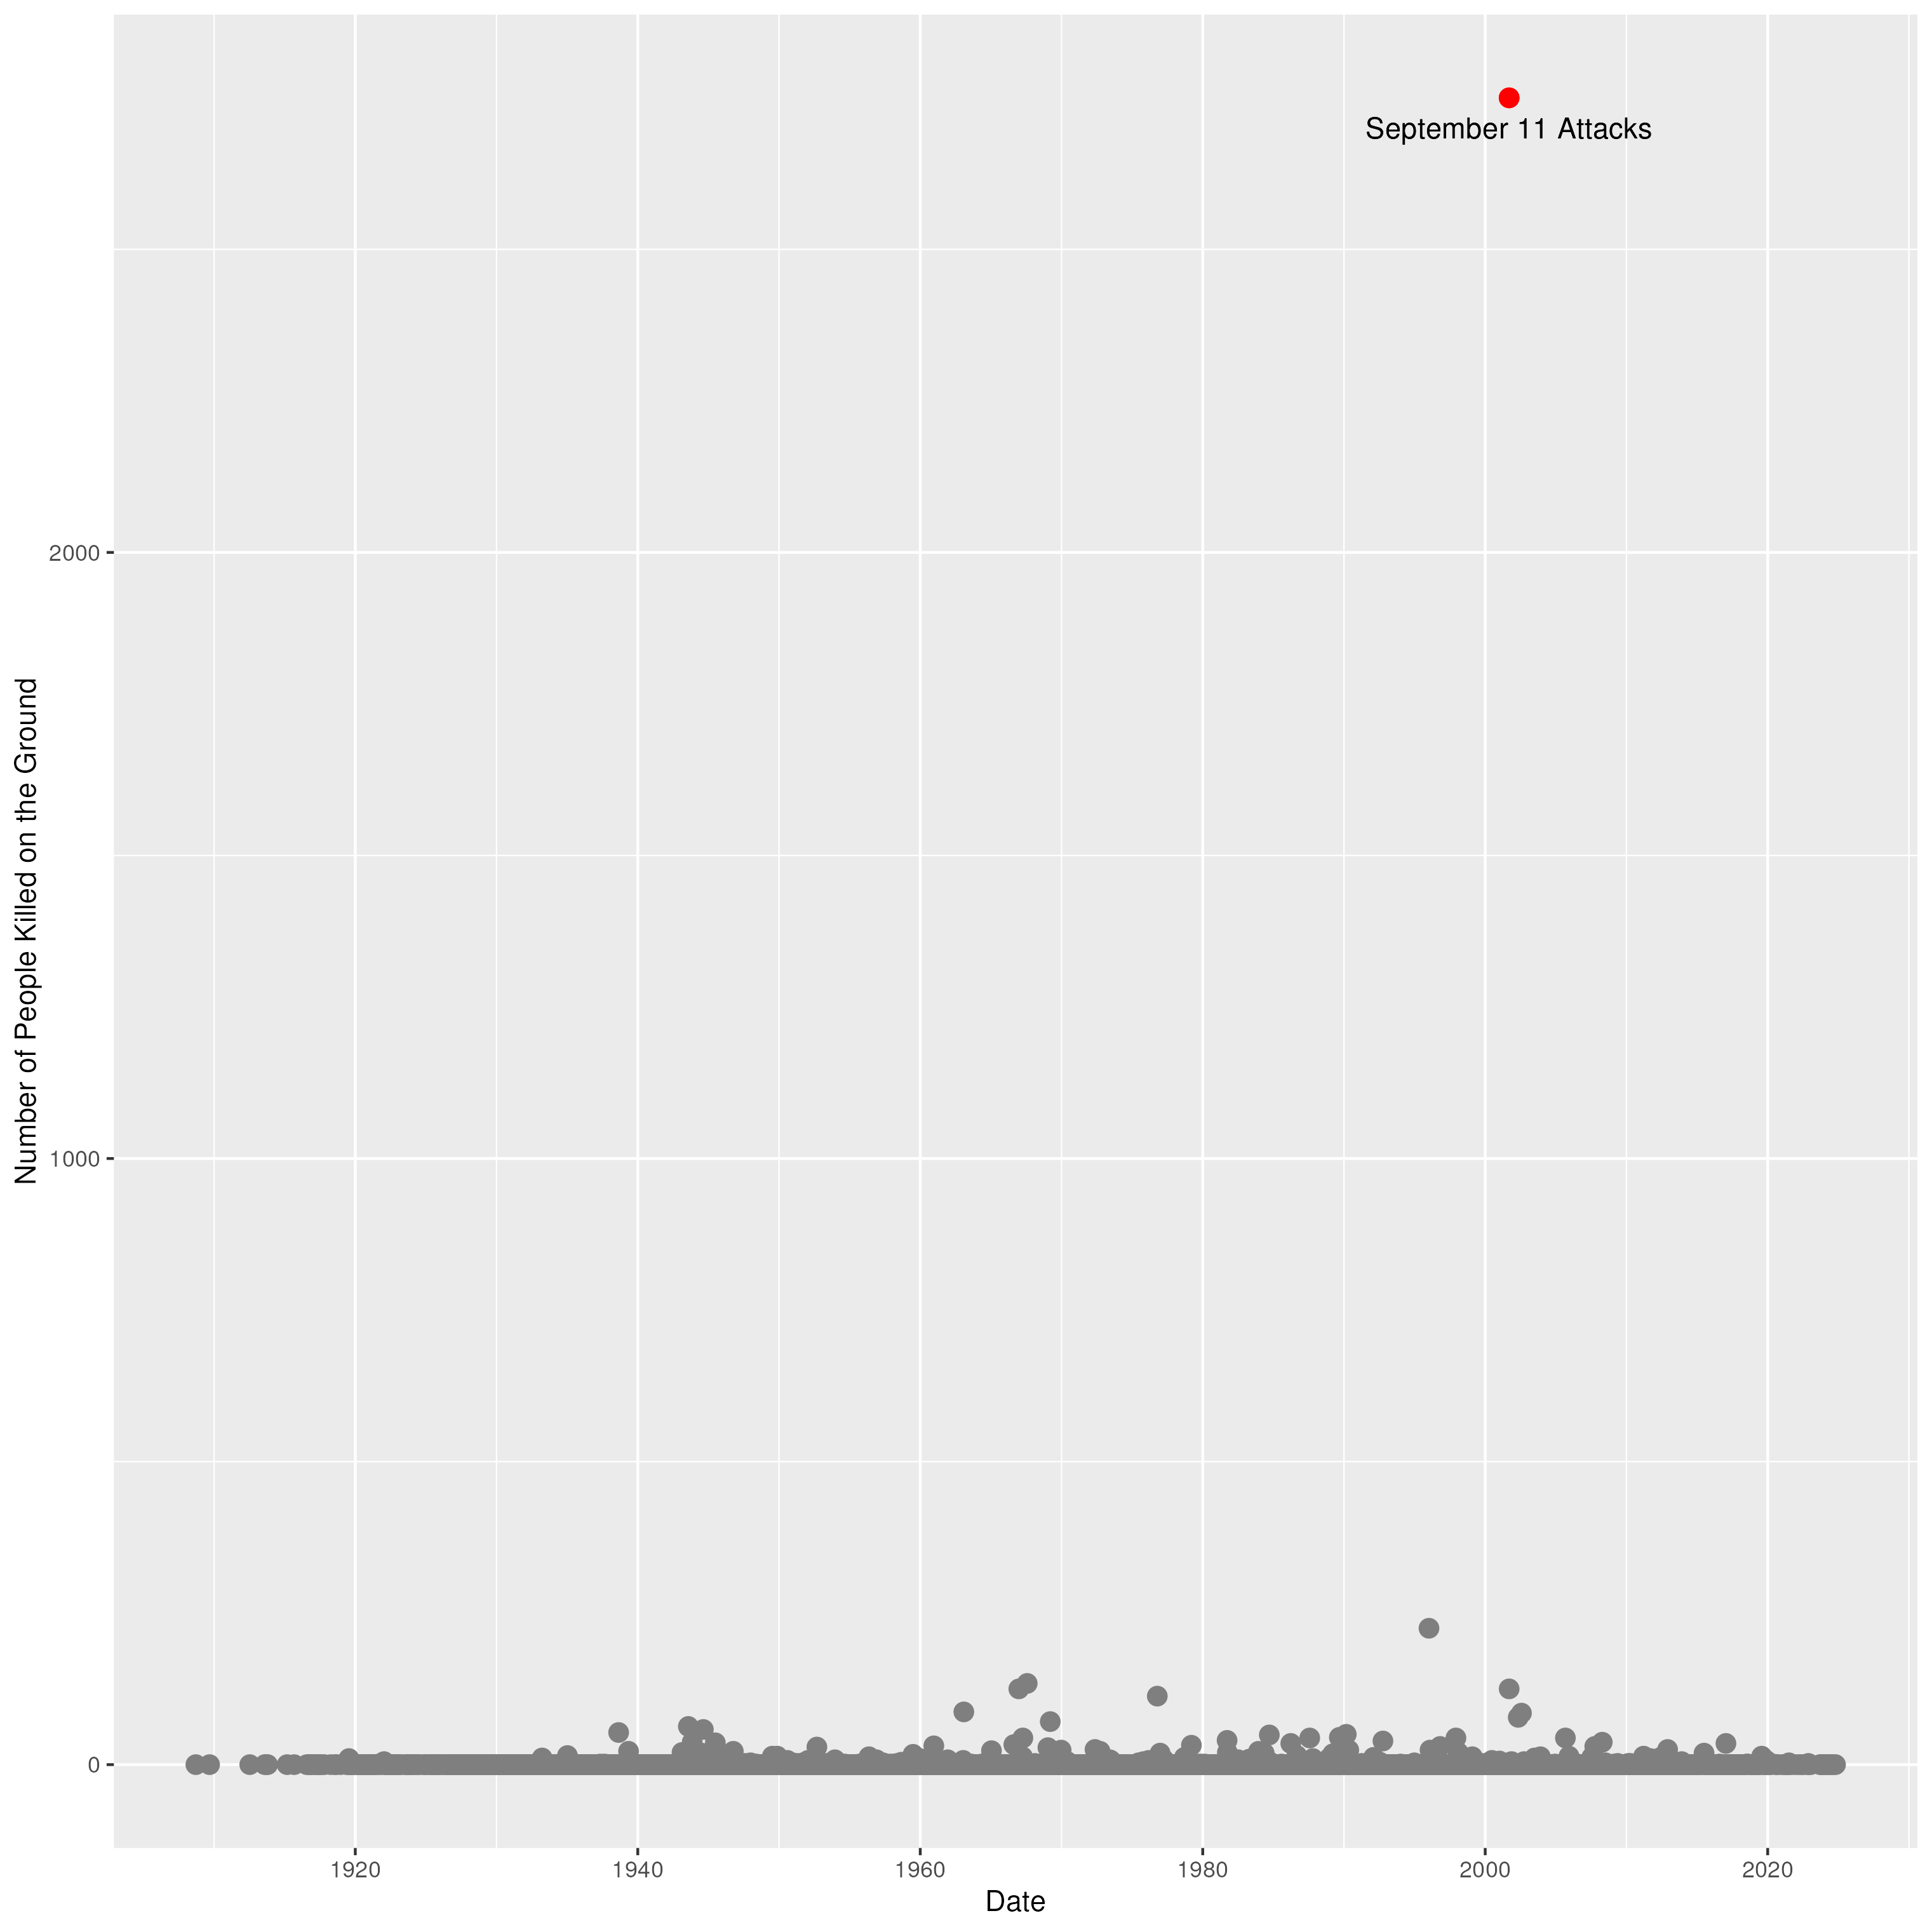 September 11 Attacks
2000
1000
0
Number of People Killed on the Ground
1920 1940 1960 1980 2000 2020
Date